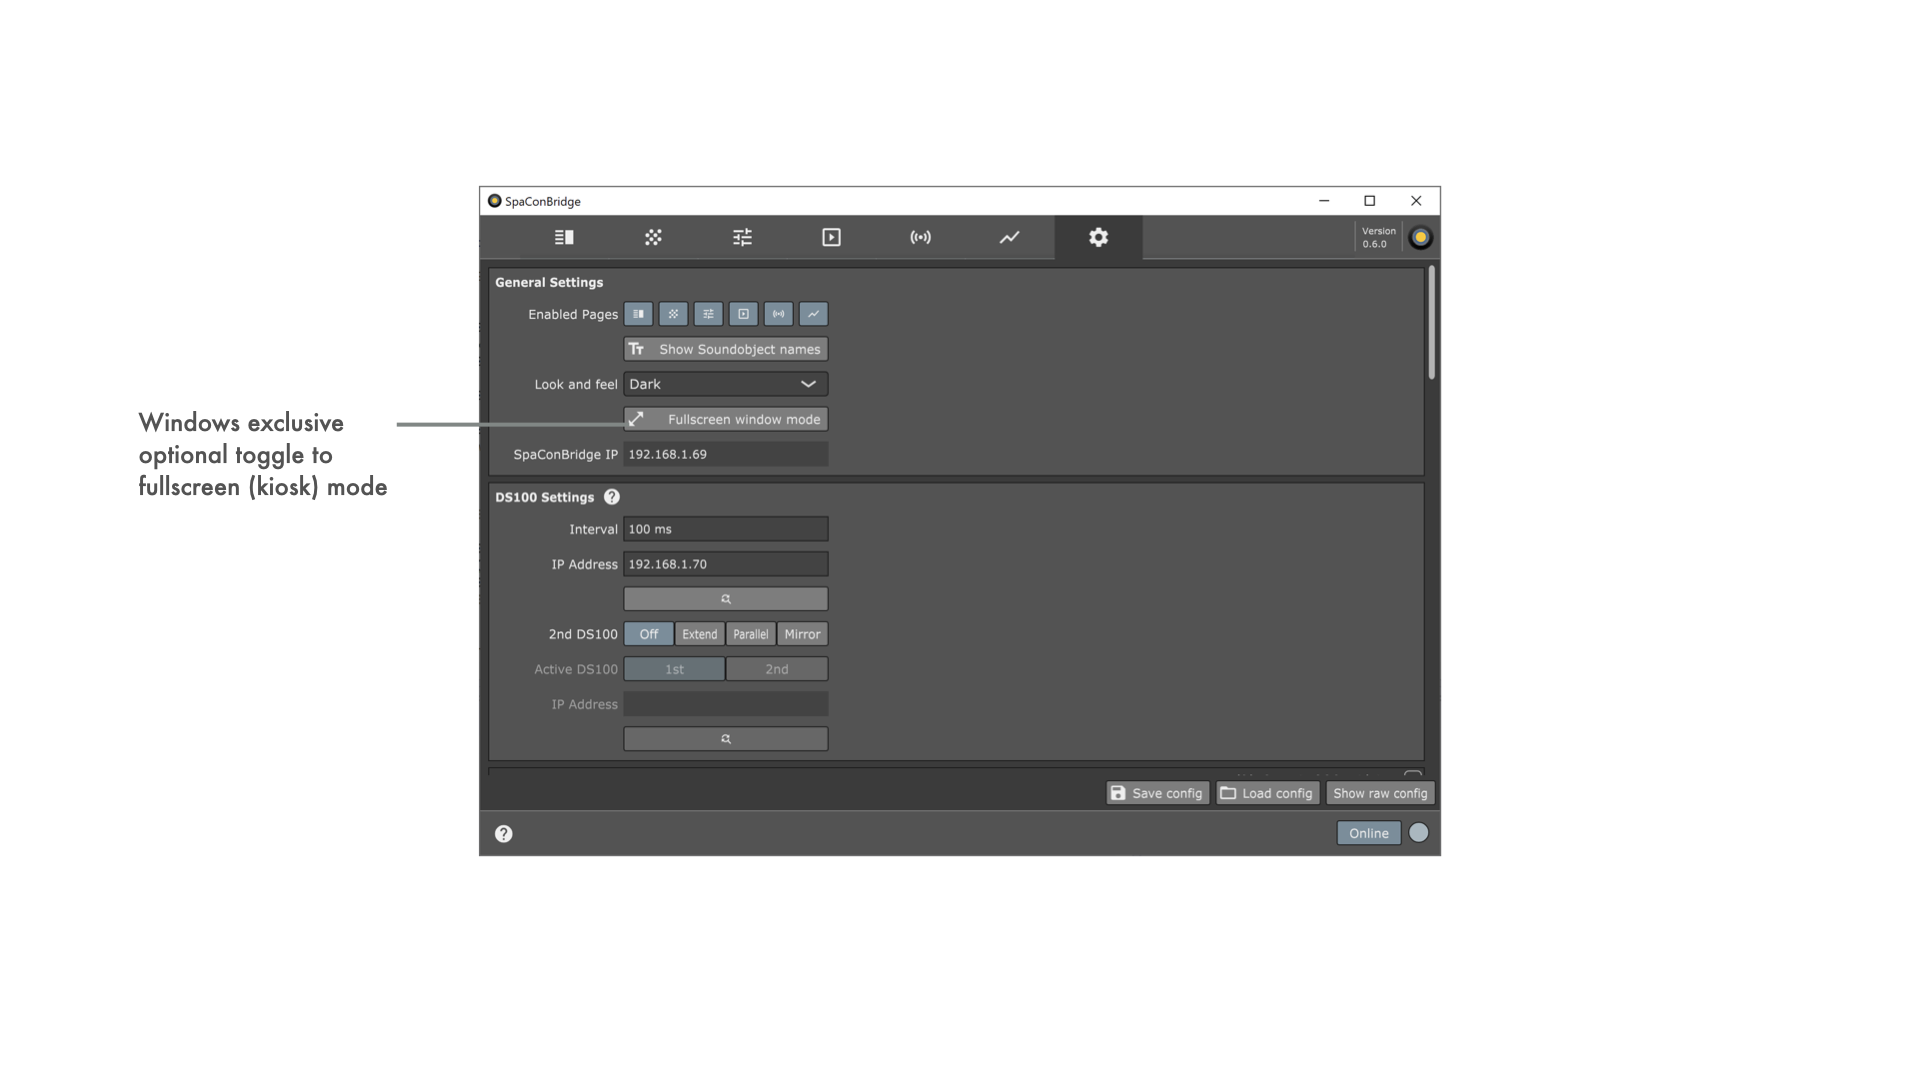 SpaConBridge
Version
0.6.0
General Settings
Enabled Pages
Tt Show Soundobject names
Look and feel Dark
Fullscreen window mode
SpaConBridge IP 192.168.1.69
Windows exclusive
optional toggle to
fullscreen (kiosk) mode
DS100 Settings ?
Interval 100 ms
IP Address 192.168.1.70
2nd DS100 Off Extend Parallel Mirror
Active DS100 1st 2nd
IP Address
Save config Load config Show raw config
? Online